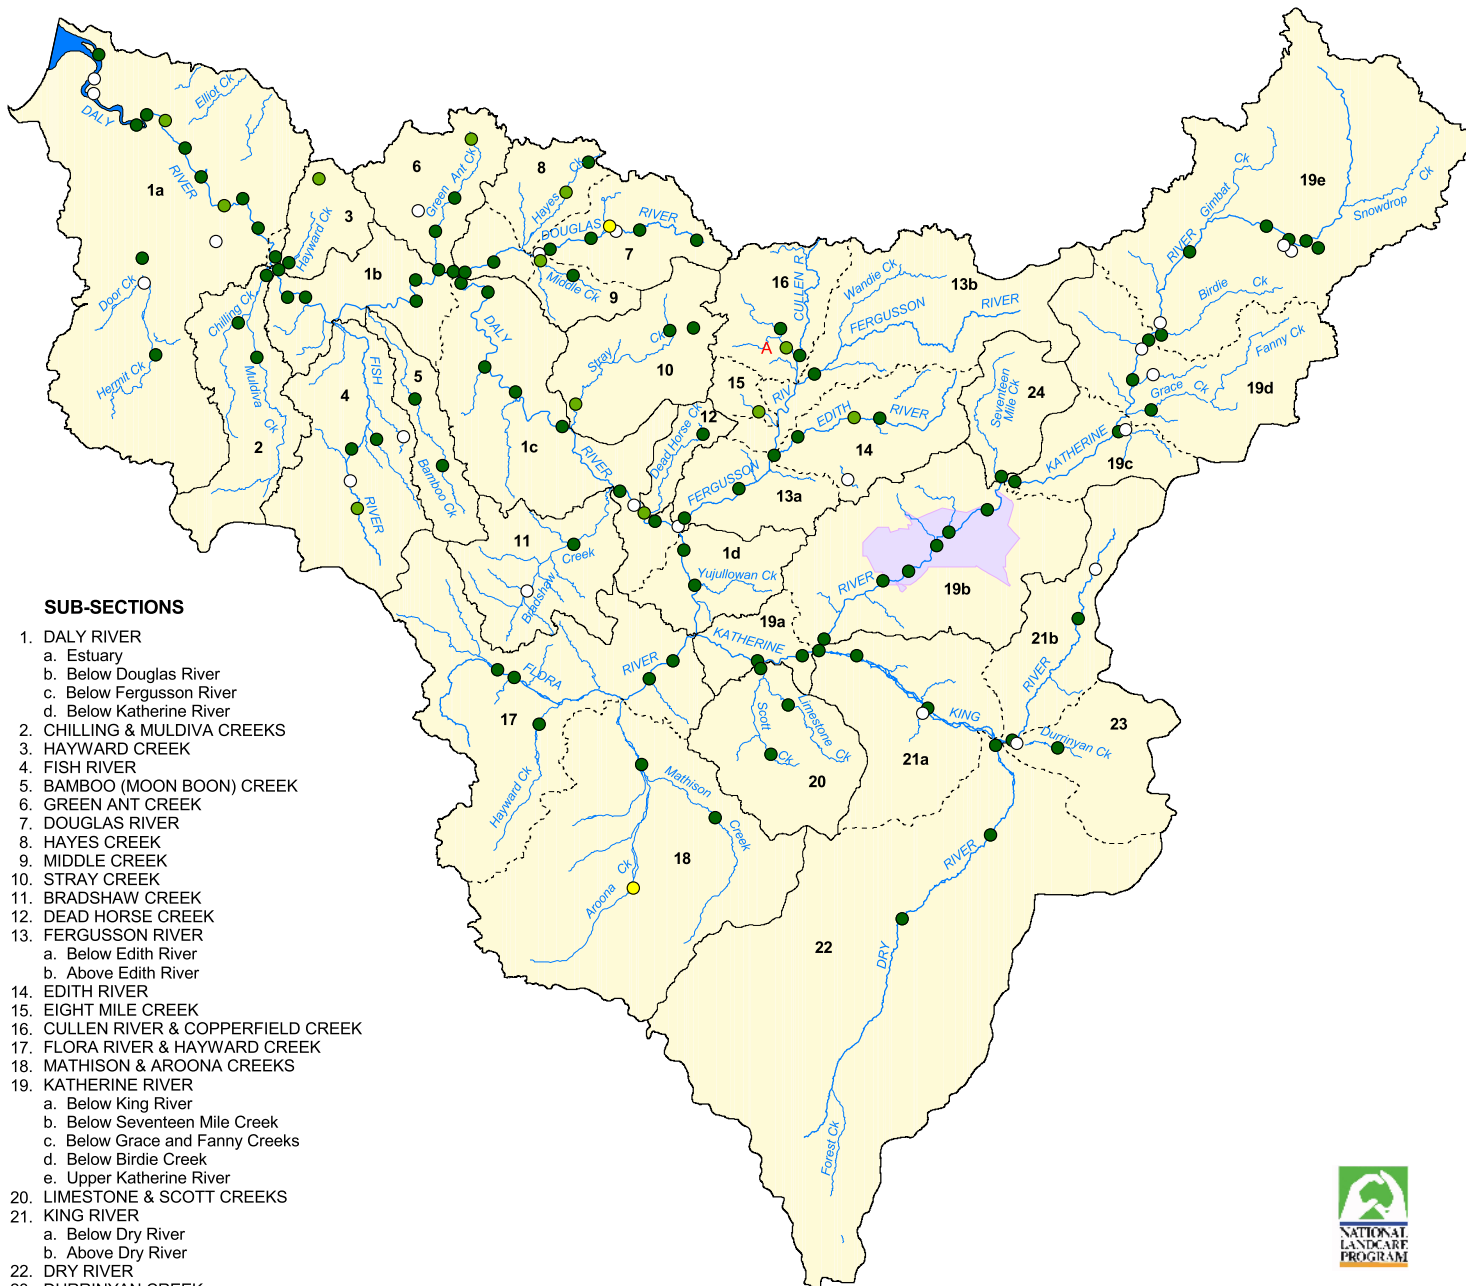 Elliot Ck
DALY
RIVER
1a
6
Green Ant Ck
8
Hayes Ck
3
Hayward Ck
DOUGLAS
RIVER
7
Middle Ck
9
1b
Door Ck
Chilling Ck
Hermit Ck
Muldiva
Ck
2
FISH
RIVER
4
5
Bamboo Ck
DALY
RIVER
1c
Stray
Ck
10
12
Dead Horse Ck
16
CULLEN R.
A
15
RIV
Wandie Ck
13b
FERGUSSON
RIVER
EDITH
RIVER
14
FERGUSSON
13a
24
Seventeen
Mile Ck
19e
Gimbat
Ck
RIVER
Snowdrop
Ck
Birdie
Ck
Fanny Ck
Grace
Ck
19d
KATHERINE
19c
11
Bradshaw
Creek
1d
Yujullowan Ck
RIVER
19b
19a
KATHERINE
21b
RIVER
FLORA
RIVER
17
Hayward Ck
Scott
Ck
Limestone
Ck
20
21a
KING
23
Durrinyan Ck
Mathison
Creek
18
Aroona
Ck
RIVER
22
DRY
Forest Ck
SUB-SECTIONS
1. DALY RIVER
a. Estuary
b. Below Douglas River
c. Below Fergusson River
d. Below Katherine River
2. CHILLING & MULDIVA CREEKS
3. HAYWARD CREEK
4. FISH RIVER
5. BAMBOO (MOON BOON) CREEK
6. GREEN ANT CREEK
7. DOUGLAS RIVER
8. HAYES CREEK
9. MIDDLE CREEK
10. STRAY CREEK
11. BRADSHAW CREEK
12. DEAD HORSE CREEK
13. FERGUSSON RIVER
a. Below Edith River
b. Above Edith River
14. EDITH RIVER
15. EIGHT MILE CREEK
16. CULLEN RIVER & COPPERFIELD CREEK
17. FLORA RIVER & HAYWARD CREEK
18. MATHISON & AROONA CREEKS
19. KATHERINE RIVER
a. Below King River
b. Below Seventeen Mile Creek
c. Below Grace and Fanny Creeks
d. Below Birdie Creek
e. Upper Katherine River
20. LIMESTONE & SCOTT CREEKS
21. KING RIVER
a. Below Dry River
b. Above Dry River
22. DRY RIVER
NATIONAL
LANDCARE
PROGRAM